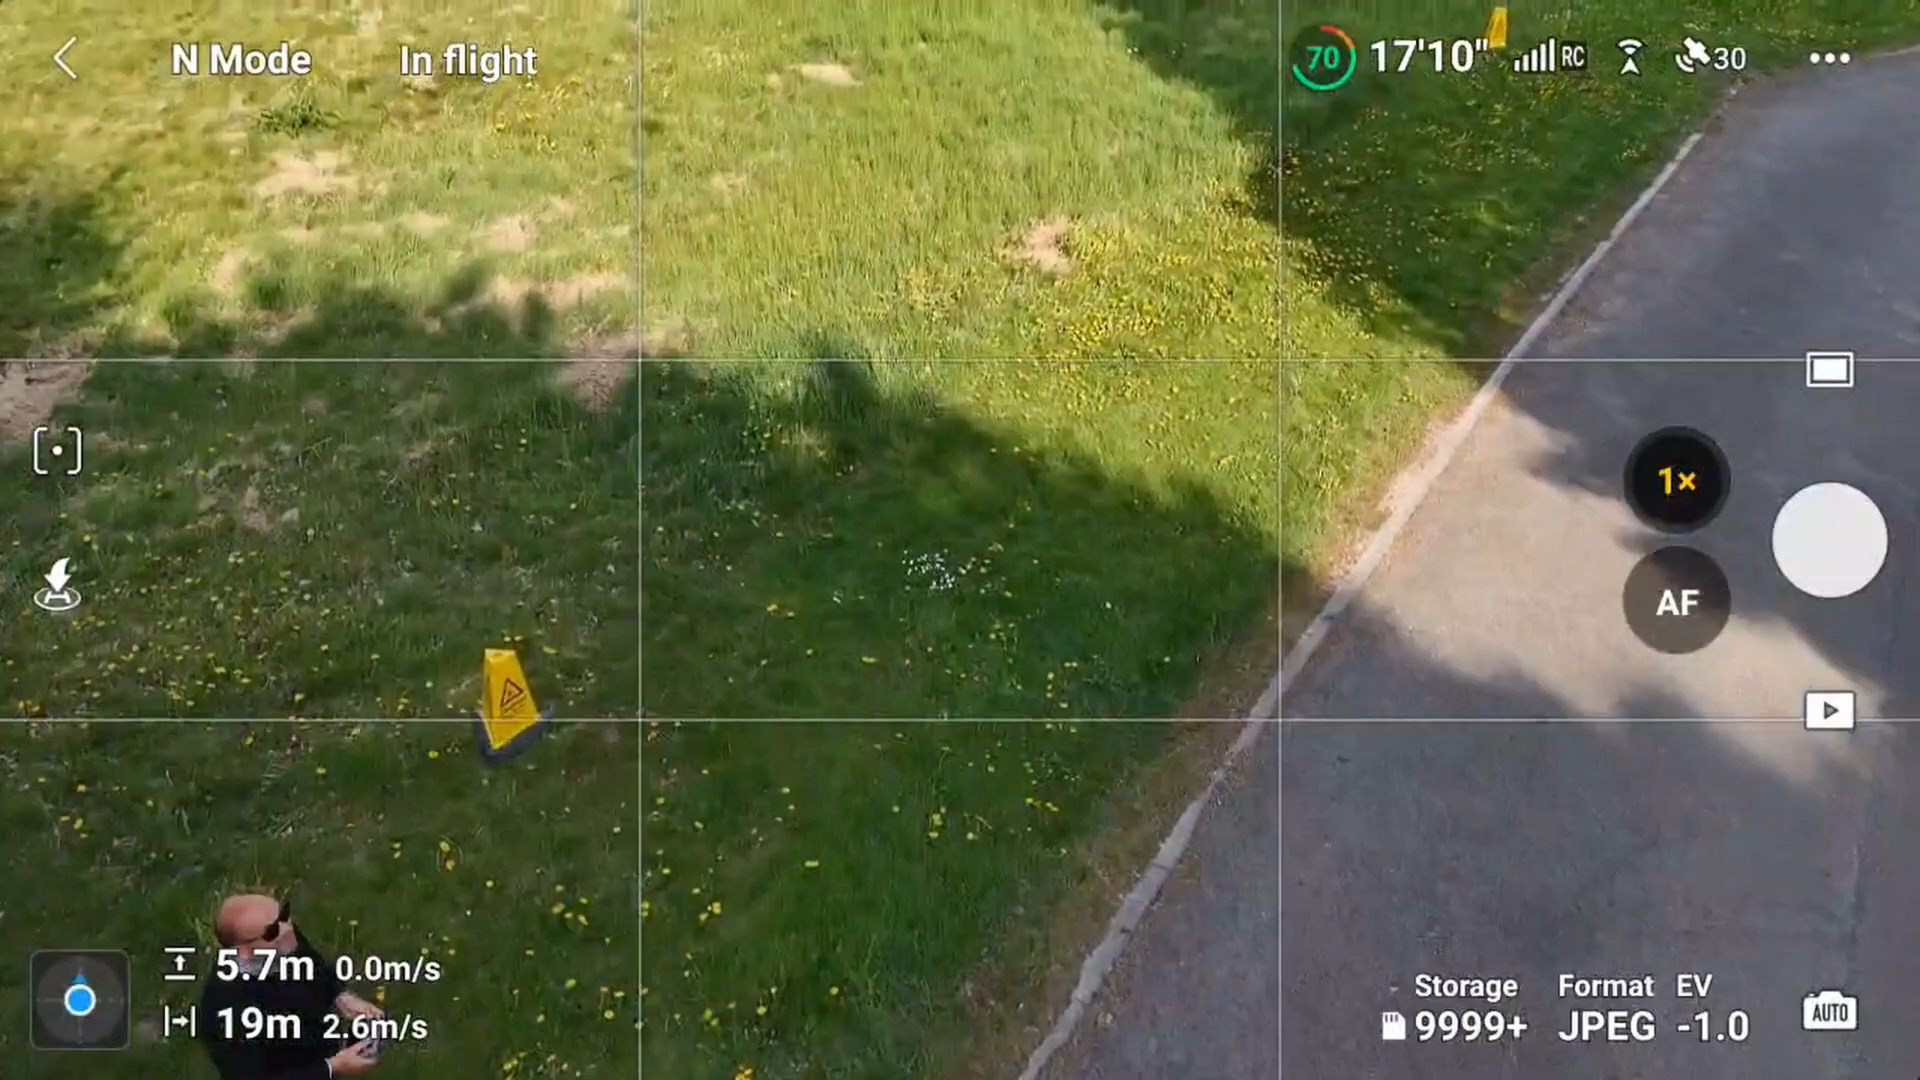 N Mode In flight 70 17'10" RC 30
1×
AF
5.7m 0.0m/s
19m 2.6m/s
Storage Format EV
9999+ JPEG -1.0
AUTO